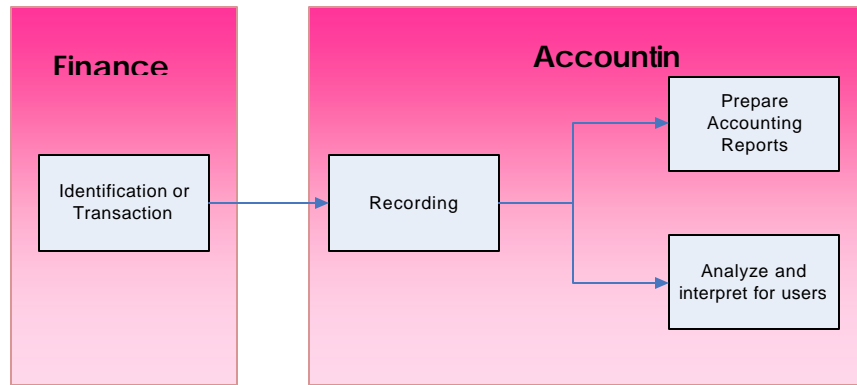 Finance
Accountin
Identification or
Transaction
Recording
Prepare
Accounting
Reports
Analyze and
interpret for users